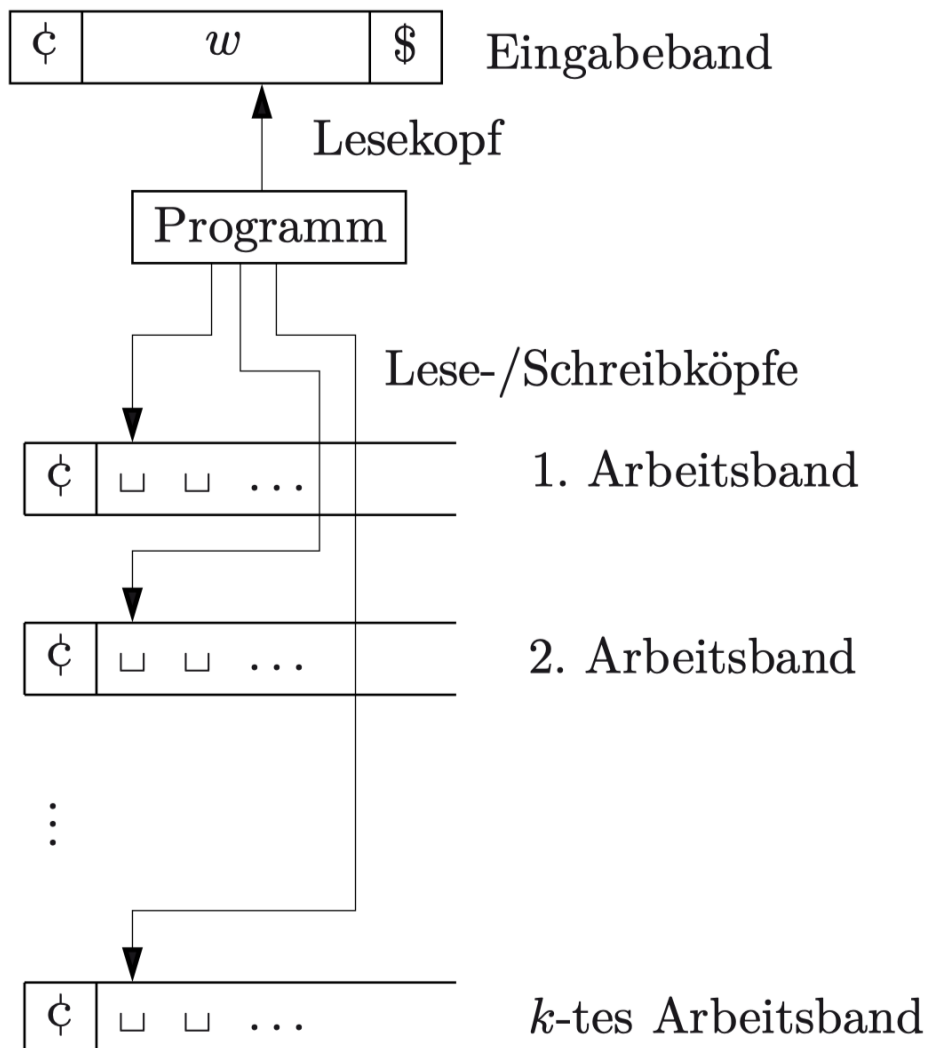 ¢ w $ Eingabeband
Lesekopf
Programm
Lese-/Schreibköpfe
¢ ⊔ ⊔ ... 1. Arbeitsband
¢ ⊔ ⊔ ... 2. Arbeitsband
⋮
¢ ⊔ ⊔ ... k-tes Arbeitsband